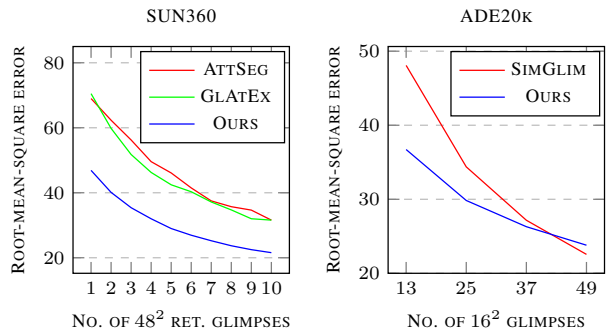 SUN360
ROOT-MEAN-SQUARE ERROR
80
60
40
20
ATTSEG
GLATEX
OURS
1 2 3 4 5 6 7 8 9 10
NO. OF 48² RET. GLIMPSES
ADE20K
ROOT-MEAN-SQUARE ERROR
50
40
30
20
SIMGLIM
OURS
13 25 37 49
NO. OF 16² GLIMPSES